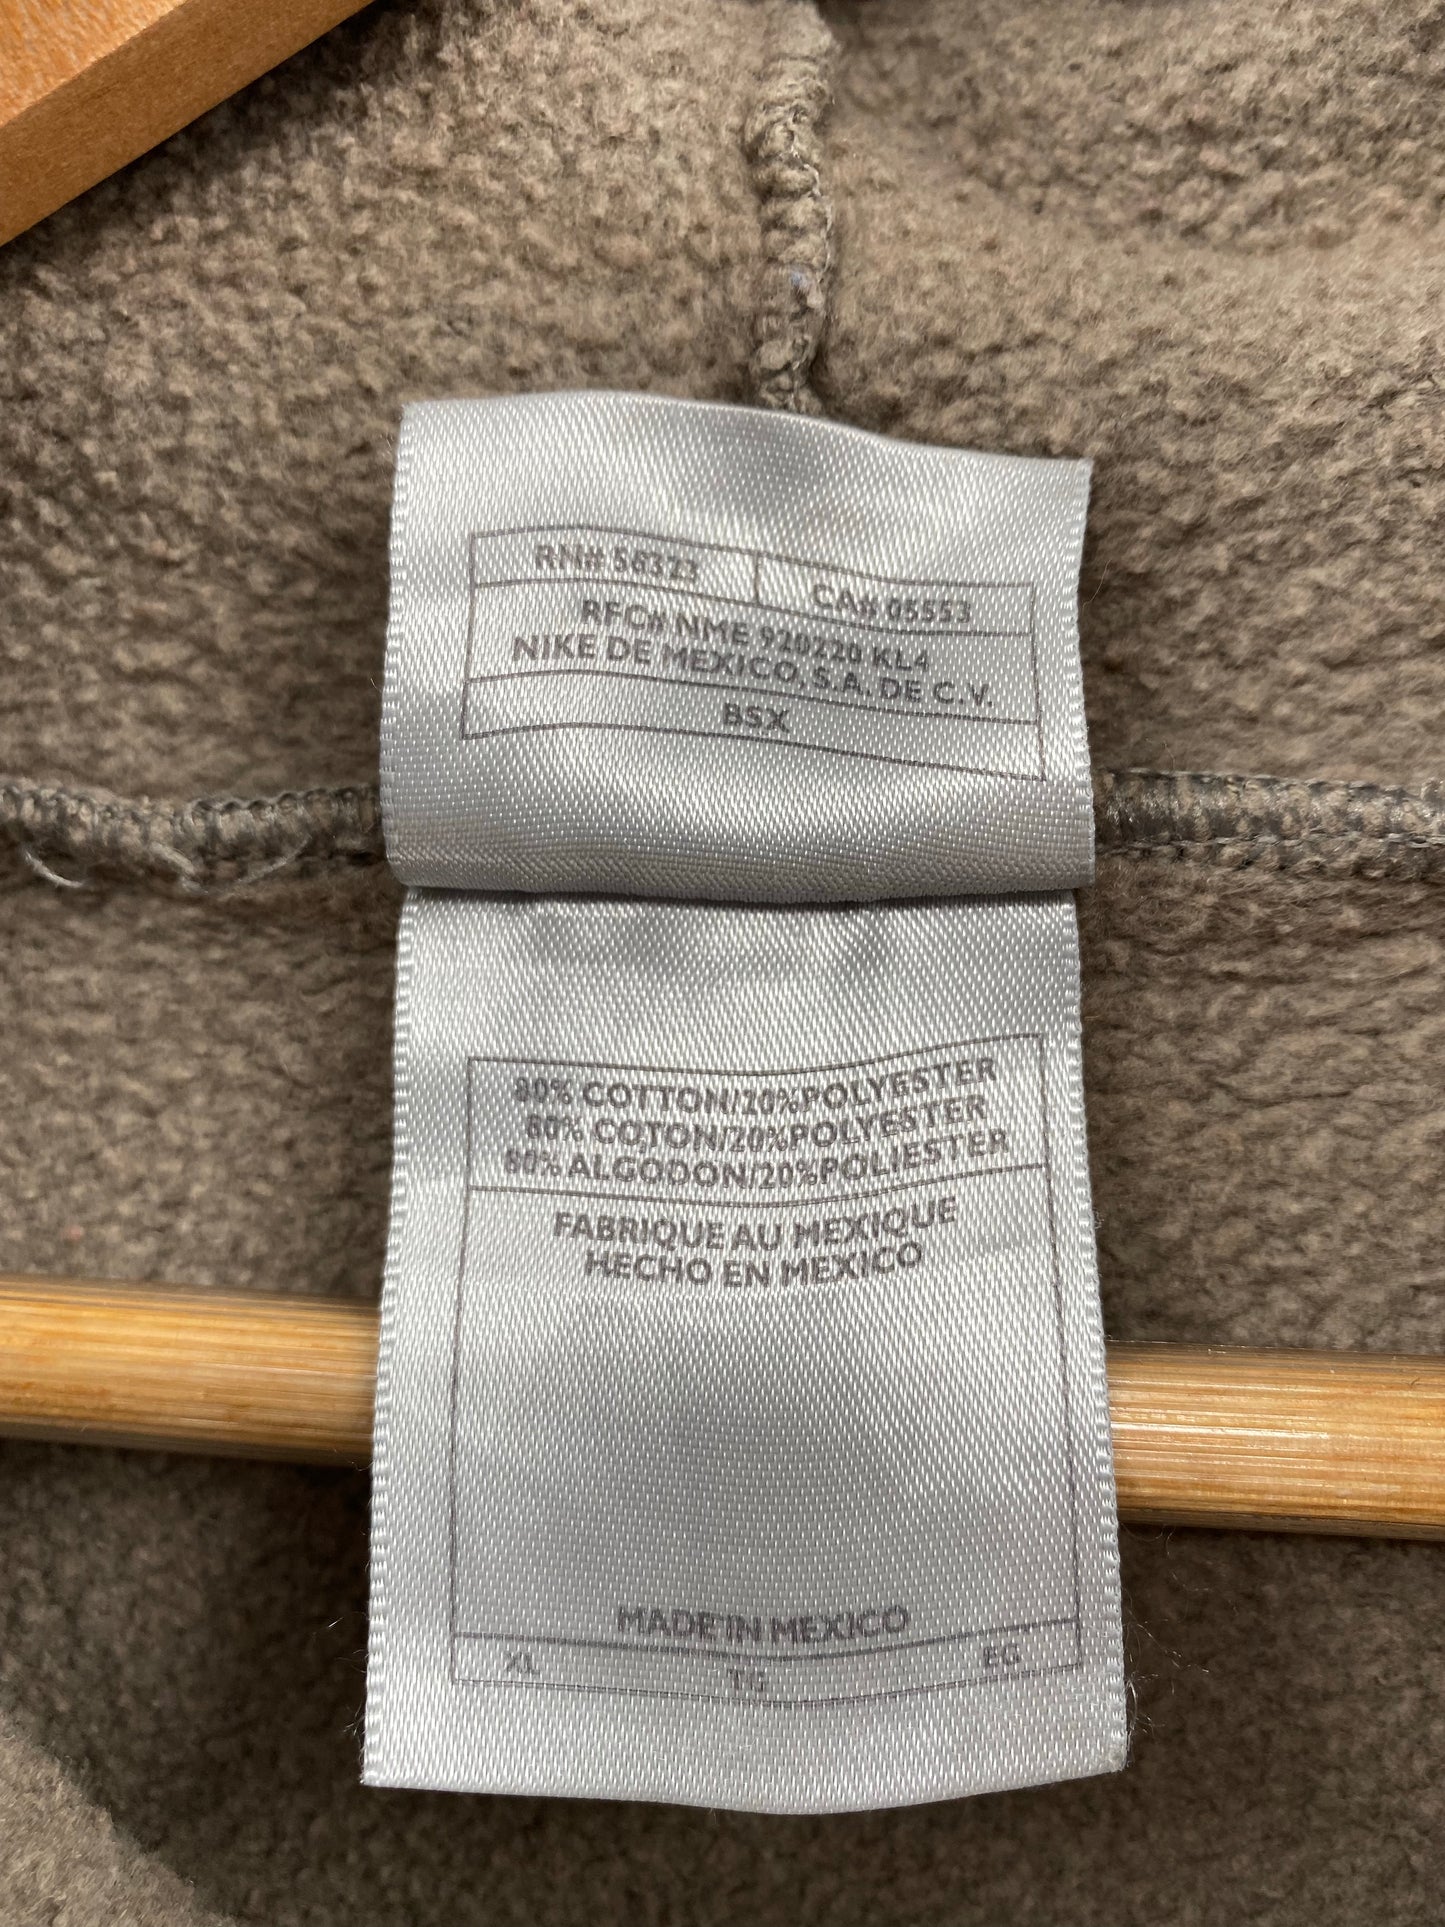 RN# 56323 CA# 05553
RFC# NME 920220 KL4
NIKE DE MEXICO, S.A. DE C.V.
BSX
80% COTTON/20%POLYESTER
80% COTON/20%POLYESTER
80% ALGODON/20%POLIESTER
FABRIQUE AU MEXIQUE
HECHO EN MEXICO
MADE IN MEXICO
XL TG EG